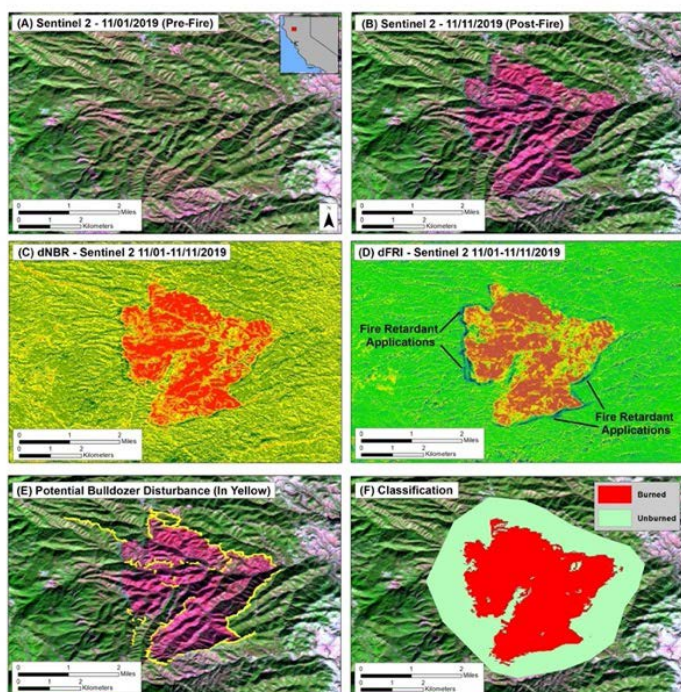 (A) Sentinel 2 - 11/01/2019 (Pre-Fire)
(B) Sentinel 2 - 11/11/2019 (Post-Fire)
0 1 2
Miles
0 1 2
Kilometers
N
0 1 2
Miles
0 1 2
Kilometers
(C) dNBR - Sentinel 2 11/01-11/11/2019
(D) dFRI - Sentinel 2 11/01-11/11/2019
Fire Retardant
Applications
Fire Retardant
Applications
0 1 2
Miles
0 1 2
Kilometers
0 1 2
Miles
0 1 2
Kilometers
(E) Potential Bulldozer Disturbance (In Yellow)
(F) Classification
Burned
Unburned
0 1 2
Miles
0 1 2
Kilometers
0 1 2
Miles
0 1 2
Kilometers